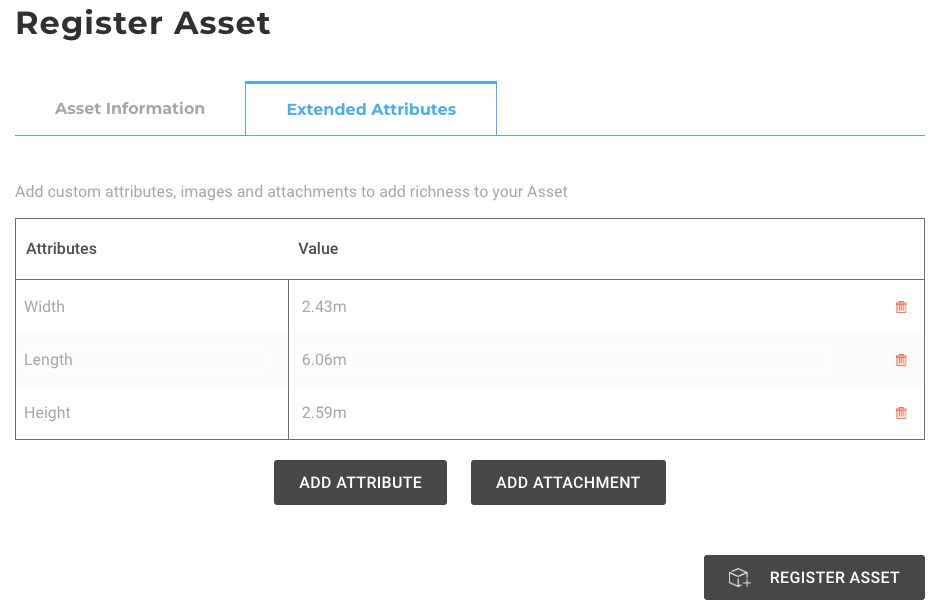 Register Asset
Asset Information
Extended Attributes
Add custom attributes, images and attachments to add richness to your Asset
Attributes Value
Width 2.43m
Length 6.06m
Height 2.59m
ADD ATTRIBUTE ADD ATTACHMENT
REGISTER ASSET